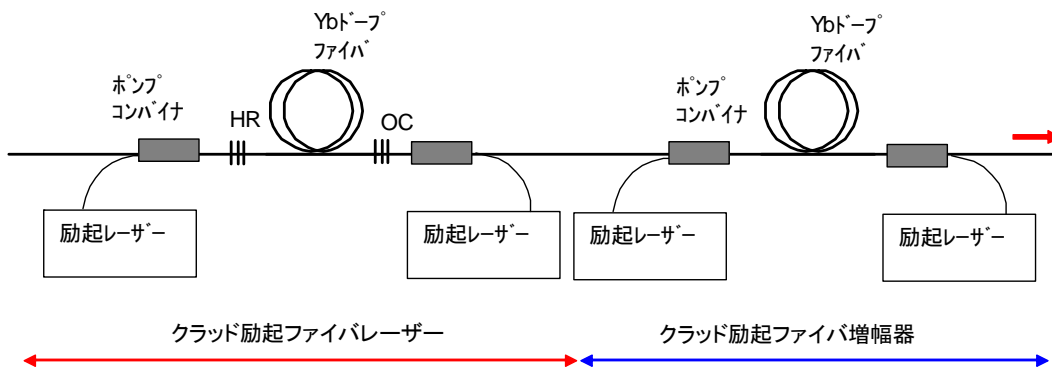 Ybﾄﾞｰﾌﾟ
ﾌｧｲﾊﾞ
ﾎﾟﾝﾌﾟ
ｺﾝﾊﾞｲﾅ
HR
OC
励起ﾚｰｻﾞｰ
励起ﾚｰｻﾞｰ
クラッド励起ファイバレーザー
Ybﾄﾞｰﾌﾟ
ﾌｧｲﾊﾞ
ﾎﾟﾝﾌﾟ
ｺﾝﾊﾞｲﾅ
励起ﾚｰｻﾞｰ
励起ﾚｰｻﾞｰ
クラッド励起ファイバ増幅器